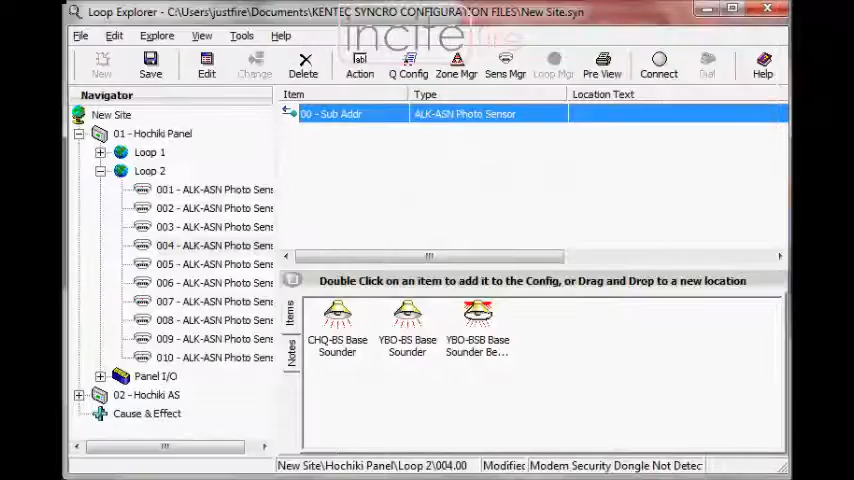 Loop Explorer - C:\Users\justfire\Documents\KENTEC SYNCRO CONFIGURATION FILES\New Site.syn
incite fire
File Edit Explore View Tools Help
New Save Edit Change Delete Action Q Config Zone Mgr Sens Mgr Loop Mgr Pre View Connect Dial Help
Navigator
Item Type Location Text
New Site
00 - Sub Addr ALK-ASN Photo Sensor
01 - Hochiki Panel
Loop 1
Loop 2
001 - ALK-ASN Photo Sens
002 - ALK-ASN Photo Sens
003 - ALK-ASN Photo Sens
004 - ALK-ASN Photo Sens
005 - ALK-ASN Photo Sens
006 - ALK-ASN Photo Sens
007 - ALK-ASN Photo Sens
008 - ALK-ASN Photo Sens
009 - ALK-ASN Photo Sens
010 - ALK-ASN Photo Sens
Panel I/O
02 - Hochiki AS
Cause & Effect
Double Click on an item to add it to the Config, or Drag and Drop to a new location
Items
Notes
CHQ-BS Base Sounder
YBO-BS Base Sounder
YBO-BSB Base Sounder Be...
New Site\Hochiki Panel\Loop 2\004.00 Modified Modem Security Dongle Not Detec